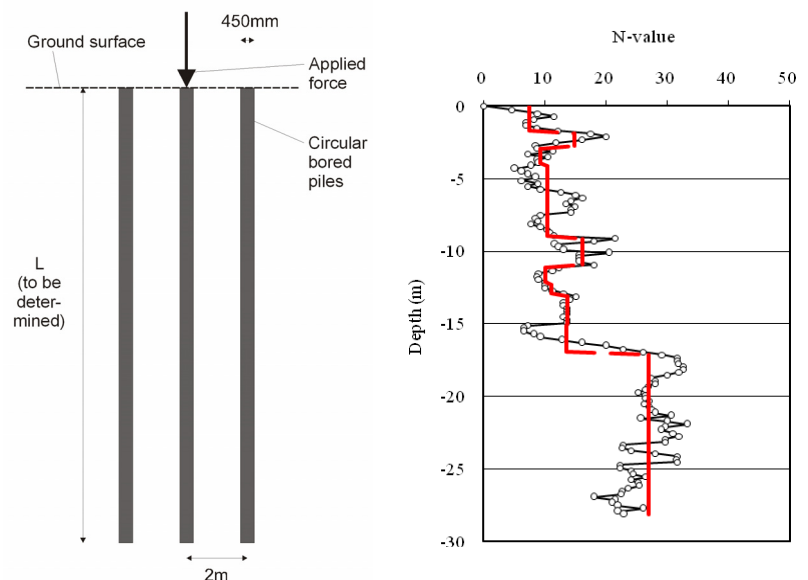 450mm
Ground surface
Applied
force
Circular
bored
piles
L
(to be
deter-
mined)
2m
N-value
0 10 20 30 40 50
0
-5
-10
-15
-20
-25
-30
Depth (m)